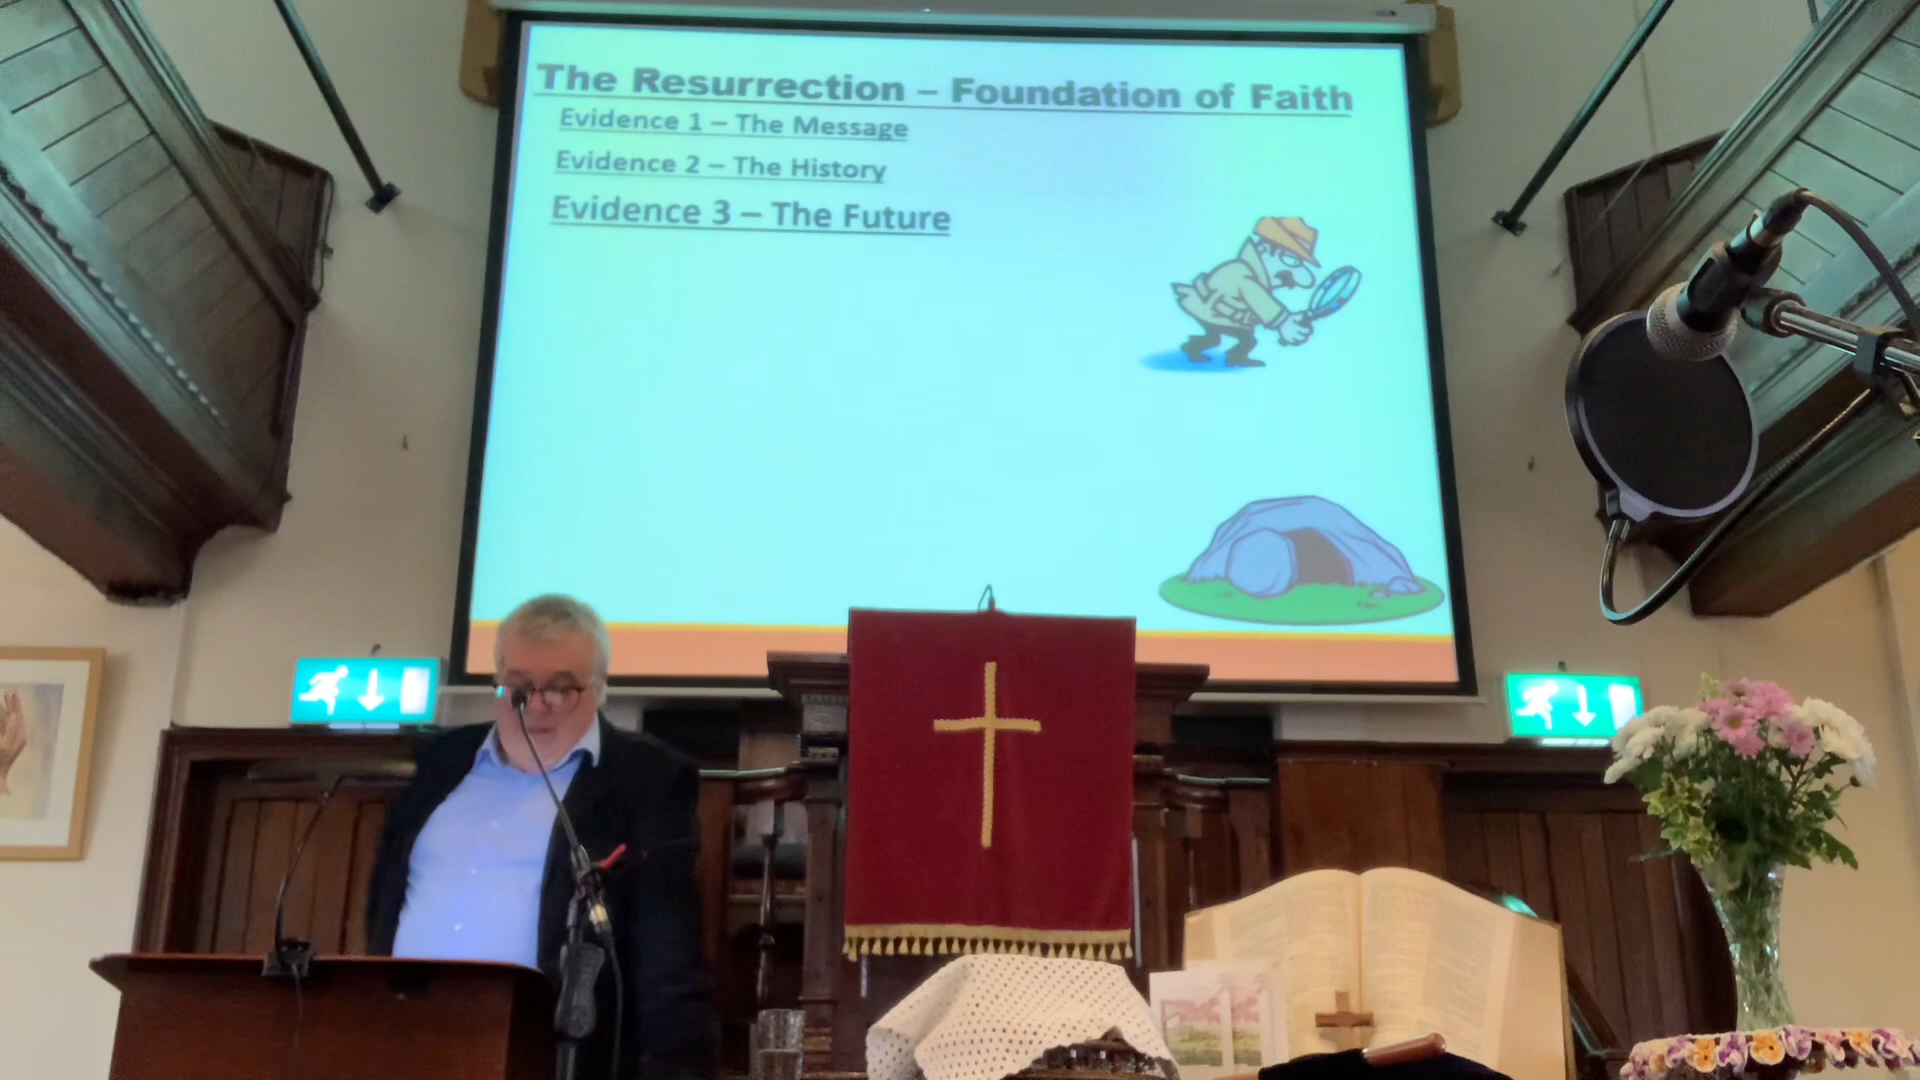 The Resurrection – Foundation of Faith
Evidence 1 – The Message
Evidence 2 – The History
Evidence 3 – The Future